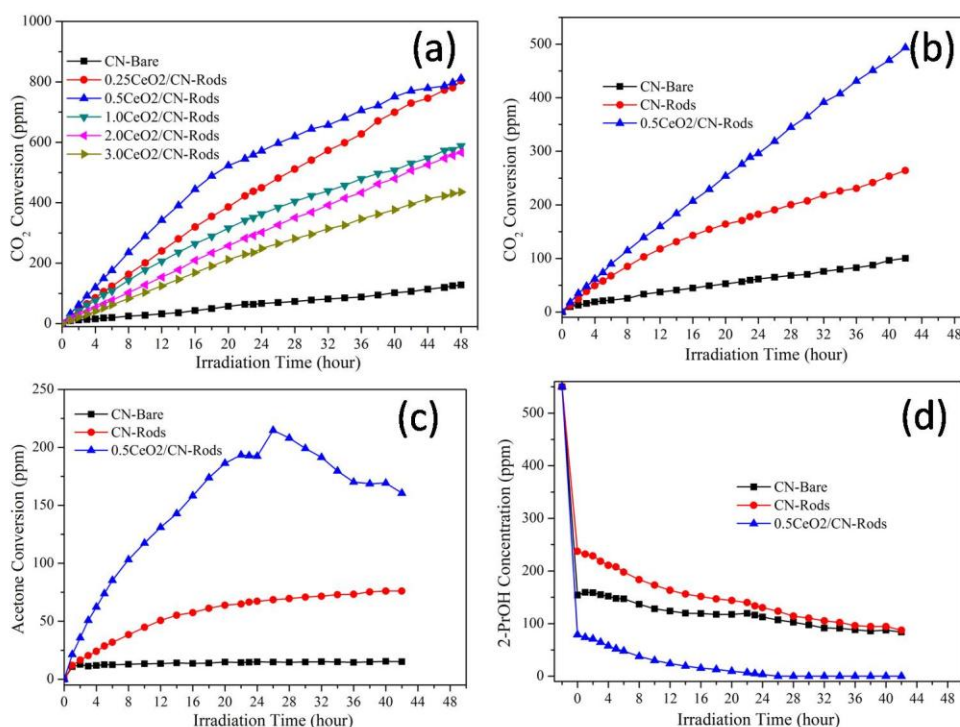 (a)
CN-Bare
0.25CeO2/CN-Rods
0.5CeO2/CN-Rods
1.0CeO2/CN-Rods
2.0CeO2/CN-Rods
3.0CeO2/CN-Rods
CO₂ Conversion (ppm)
1000
800
600
400
200
0
0 4 8 12 16 20 24 28 32 36 40 44 48
Irradiation Time (hour)
(b)
CN-Bare
CN-Rods
0.5CeO2/CN-Rods
CO₂ Conversion (ppm)
500
400
300
200
100
0
0 4 8 12 16 20 24 28 32 36 40 44 48
Irradiation Time (hour)
(c)
CN-Bare
CN-Rods
0.5CeO2/CN-Rods
Acetone Conversion (ppm)
250
200
150
100
50
0
0 4 8 12 16 20 24 28 32 36 40 44 48
Irradiation Time (hour)
(d)
CN-Bare
CN-Rods
0.5CeO2/CN-Rods
2-PrOH Concentration (ppm)
500
400
300
200
100
0
0 4 8 12 16 20 24 28 32 36 40 44 48
Irradiation Time (hour)